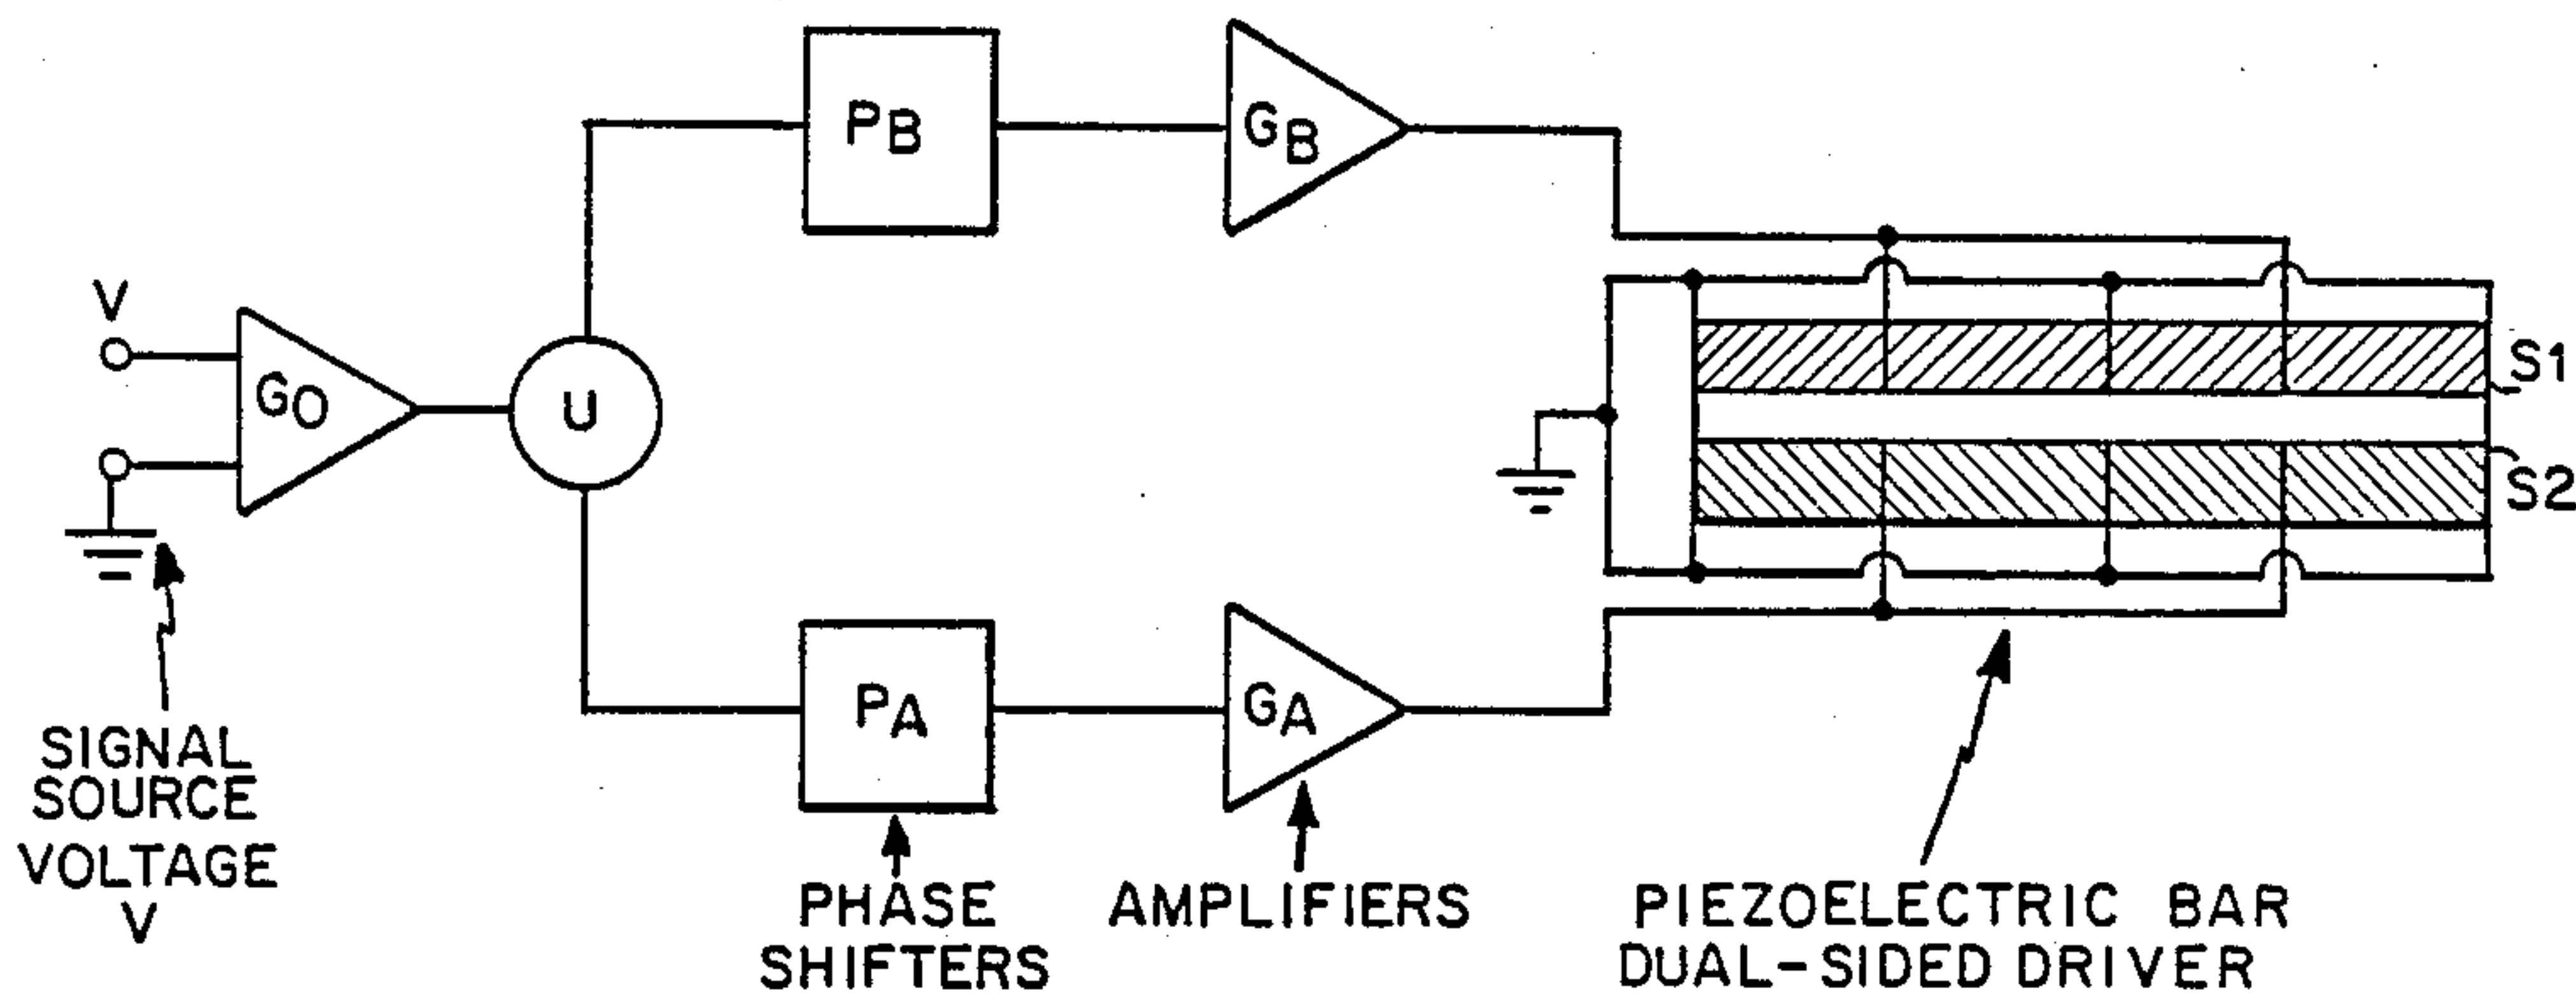 PB
GB
V
GO
U
S1
S2
PA
GA
SIGNAL
SOURCE
VOLTAGE
V
PHASE
SHIFTERS
AMPLIFIERS
PIEZOELECTRIC BAR
DUAL-SIDED DRIVER